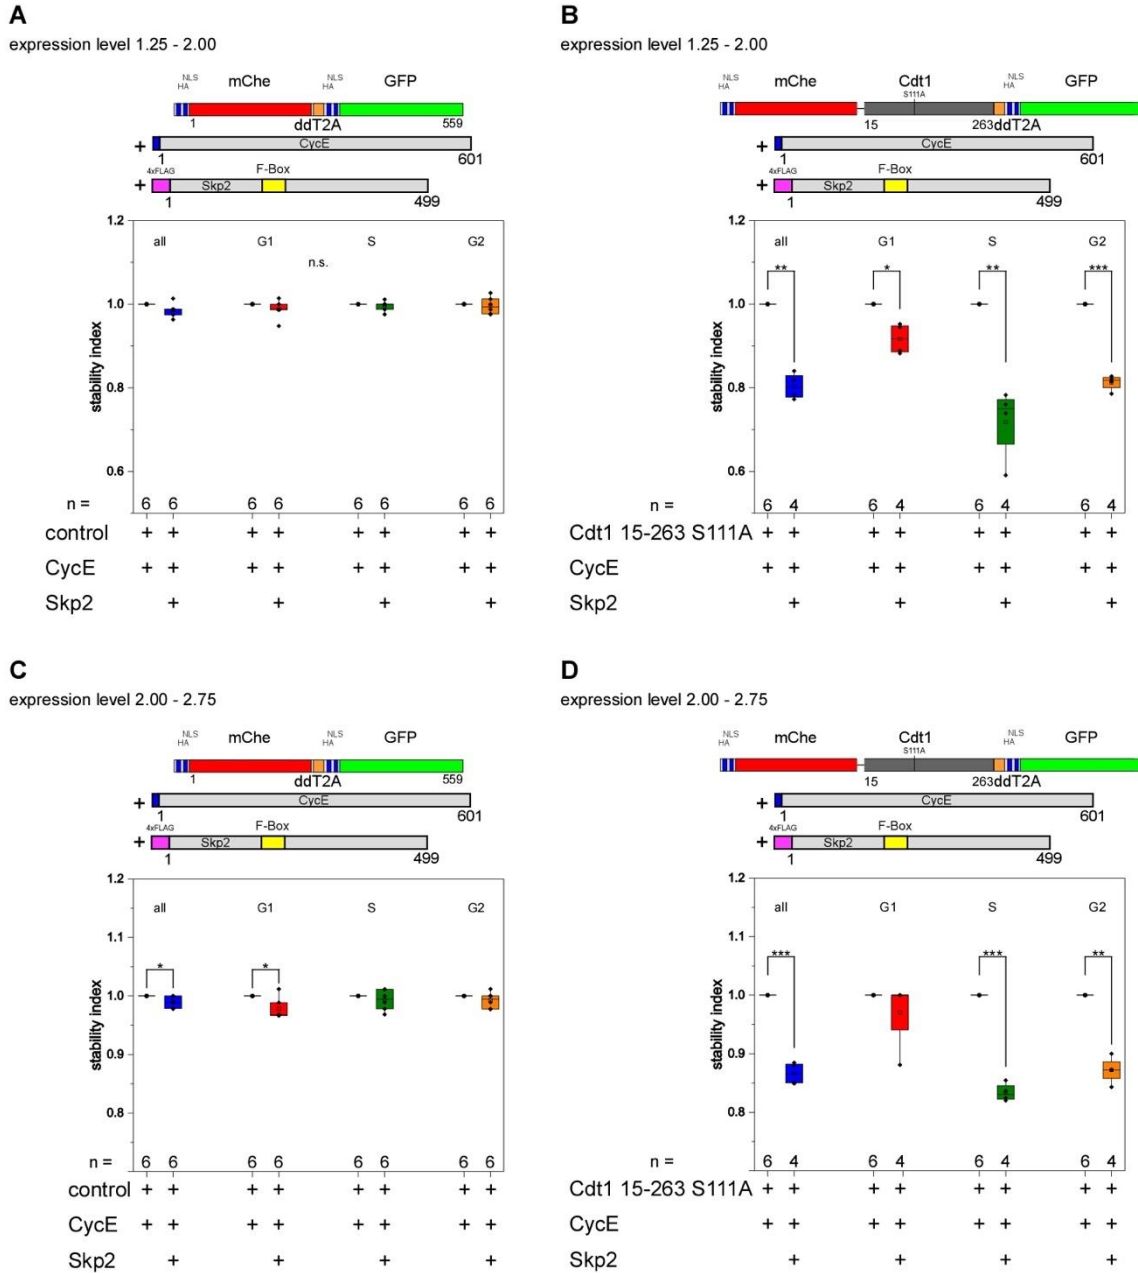 A
expression level 1.25 - 2.00
NLS
HA
mChe
NLS
HA
GFP
1
ddT2A
559
+
CycE
1
601
+
4xFLAG
Skp2
F-Box
1
499
stability index
1.2
1.0
0.8
0.6
all
G1
S
G2
n.s.
n =
6 6 6 6 6 6 6 6
control + + + + + + + +
CycE + + + + + + + +
Skp2 + + + +
B
expression level 1.25 - 2.00
NLS
HA
mChe
Cdt1
S111A
NLS
HA
GFP
15
263
ddT2A
+
CycE
1
601
+
4xFLAG
Skp2
F-Box
1
499
stability index
1.2
1.0
0.8
0.6
all
G1
S
G2
** * ** ***
n =
6 4 6 4 6 4 6 4
Cdt1 15-263 S111A + + + + + + + +
CycE + + + + + + + +
Skp2 + + + +
C
expression level 2.00 - 2.75
NLS
HA
mChe
NLS
HA
GFP
1
ddT2A
559
+
CycE
1
601
+
4xFLAG
Skp2
F-Box
1
499
stability index
1.2
1.1
1.0
0.9
0.8
all
G1
S
G2
* *
n =
6 6 6 6 6 6 6 6
control + + + + + + + +
CycE + + + + + + + +
Skp2 + + + +
D
expression level 2.00 - 2.75
NLS
HA
mChe
Cdt1
S111A
NLS
HA
GFP
15
263
ddT2A
+
CycE
1
601
+
4xFLAG
Skp2
F-Box
1
499
stability index
1.2
1.1
1.0
0.9
0.8
all
G1
S
G2
*** *** **
n =
6 4 6 4 6 4 6 4
Cdt1 15-263 S111A + + + + + + + +
CycE + + + + + + + +
Skp2 + + + +